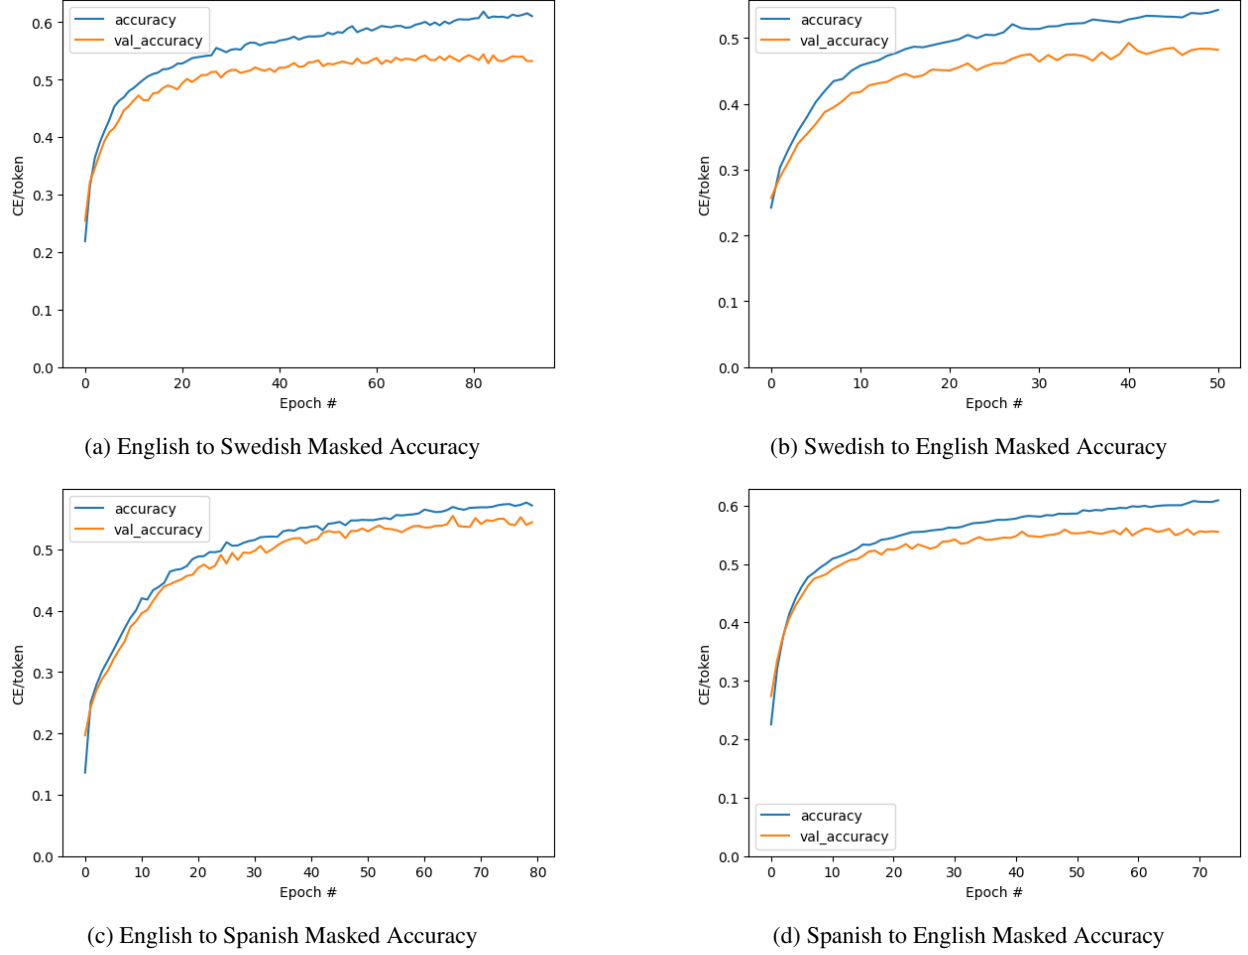 accuracy
val_accuracy
CE/token
0.6
0.5
0.4
0.3
0.2
0.1
0.0
0 20 40 60 80
Epoch #
(a) English to Swedish Masked Accuracy
accuracy
val_accuracy
CE/token
0.5
0.4
0.3
0.2
0.1
0.0
0 10 20 30 40 50
Epoch #
(b) Swedish to English Masked Accuracy
accuracy
val_accuracy
CE/token
0.5
0.4
0.3
0.2
0.1
0.0
0 10 20 30 40 50 60 70 80
Epoch #
(c) English to Spanish Masked Accuracy
CE/token
0.6
0.5
0.4
0.3
0.2
0.1
0.0
accuracy
val_accuracy
0 10 20 30 40 50 60 70
Epoch #
(d) Spanish to English Masked Accuracy